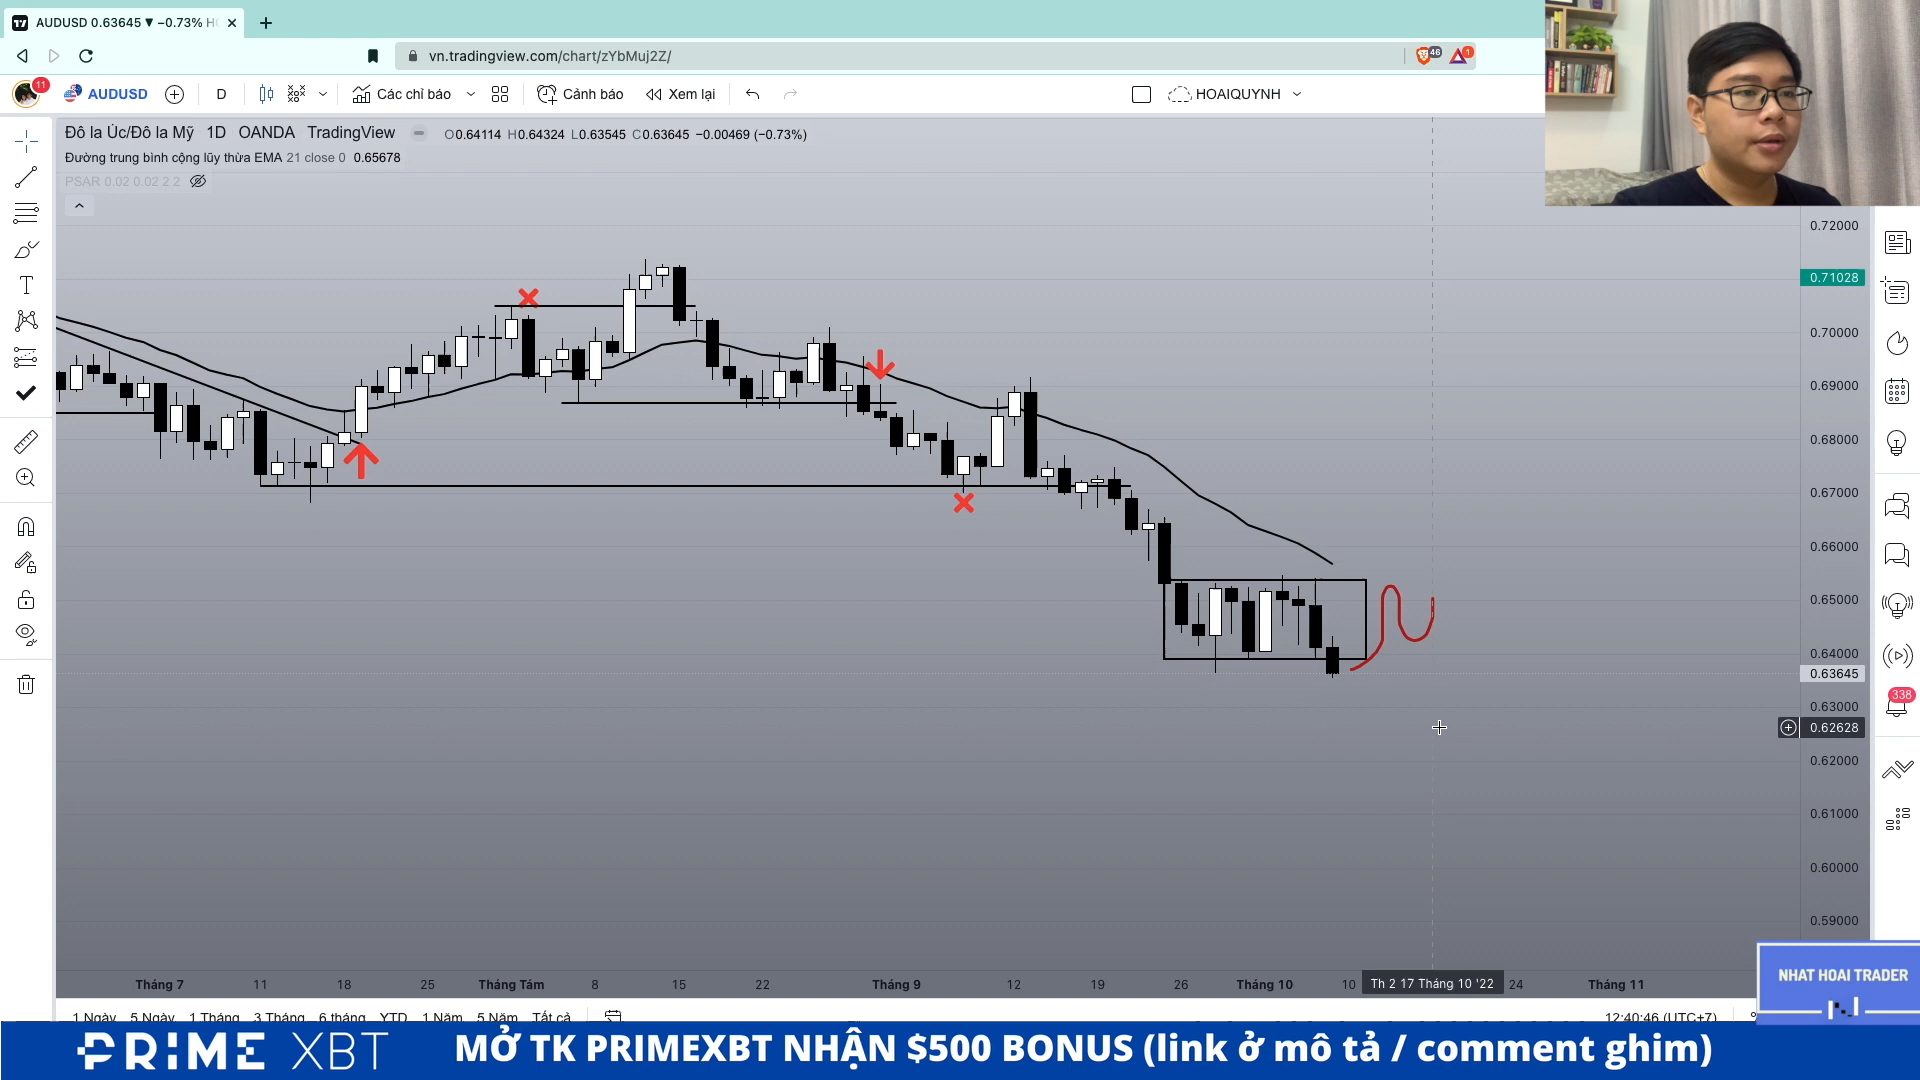 AUDUSD 0.63645 ▼ −0.73%
vn.tradingview.com/chart/zYbMuj2Z/
46
1
11
AUDUSD
D
Các chỉ báo
Cảnh báo
Xem lại
HOAIQUYNH
Đô la Úc/Đô la Mỹ 1D OANDA TradingView
O0.64114 H0.64324 L0.63545 C0.63645 −0.00469 (−0.73%)
Đường trung bình cộng lũy thừa EMA 21 close 0 0.65678
PSAR 0.02 0.02 2 2
0.72000
0.71028
0.70000
0.69000
0.68000
0.67000
0.66000
0.65000
0.64000
0.63645
0.63000
0.62628
0.62000
0.61000
0.60000
0.59000
338
Tháng 7 11 18 25 Tháng Tám 8 15 22 Tháng 9 12 19 26 Tháng 10 10 Th 2 17 Tháng 10 '22 24 Tháng 11
1 Ngày 5 Ngày 1 Tháng 3 Tháng 6 tháng YTD 1 Năm 5 Năm Tất cả
12:40:46 (UTC+7)
NHAT HOAI TRADER
PRIME XBT
MỞ TK PRIMEXBT NHẬN $500 BONUS (link ở mô tả / comment ghim)